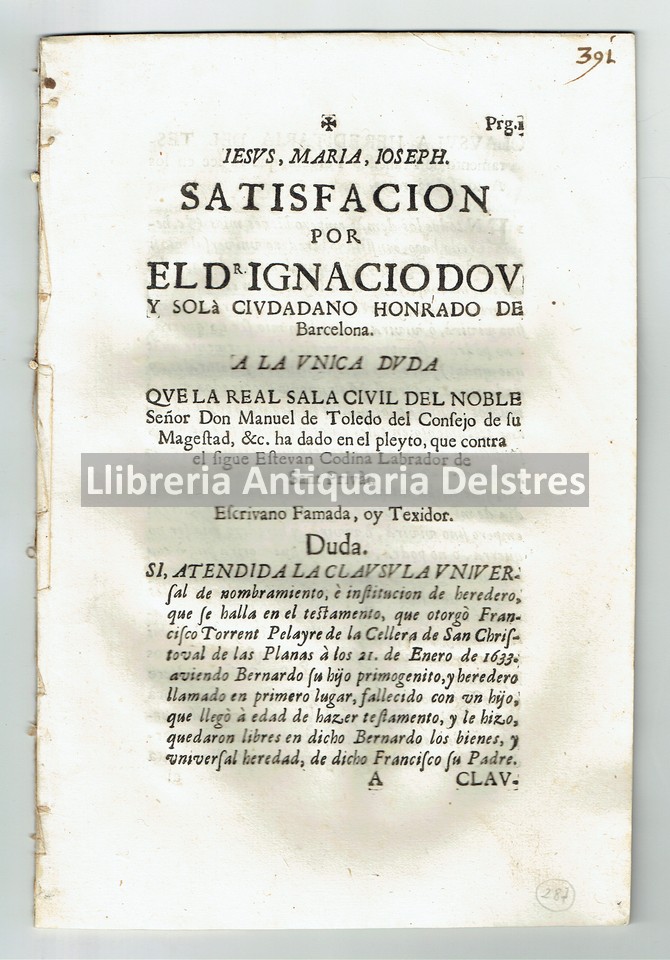 391
✠ Prg.1
IESVS, MARIA, IOSEPH.
SATISFACION
POR
EL Dᴿ. IGNACIO DOV
Y SOLà CIVDADANO HONRADO DE
Barcelona.
A LA VNICA DVDA
QVE LA REAL SALA CIVIL DEL NOBLE
Señor Don Manuel de Toledo del Conſejo de ſu
Mageſtad, &c. ha dado en el pleyto, que contra
el ſigue Eſtevan Codina Labrador de
Llibreria Antiquaria Delstres
Eſcrivano Famada, oy Texidor.
Duda.
SI, ATENDIDA LA CLAVSVLA VNIVER-
ſal de nombramiento, è inſtitucion de heredero,
que ſe halla en el teſtamento, que otorgò Fran-
ciſco Torrent Pelayre de la Cellera de San Chriſ-
toval de las Planas à los 21. de Enero de 1633.
aviendo Bernardo ſu hijo primogenito, y heredero
llamado en primero lugar, fallecido con vn hijo,
que llegò à edad de hazer teſtamento, y le hizo,
quedaron libres en dicho Bernardo los bienes, y
vniverſal heredad, de dicho Franciſco ſu Padre.
A CLAV-
287